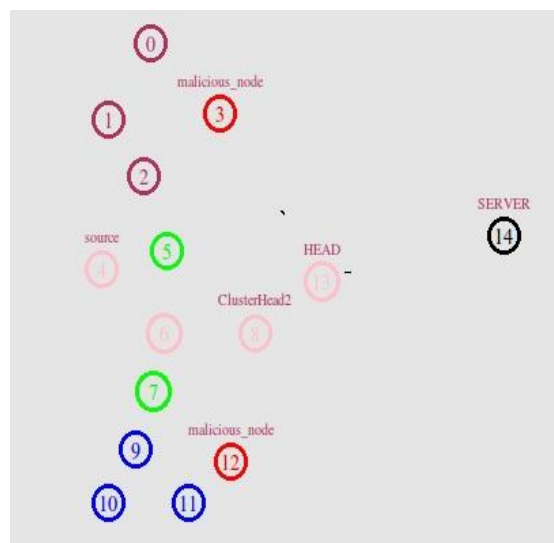 0
malicious_node
3
1
2
SERVER
14
source
4
5
HEAD
13
ClusterHead2
6
8
7
malicious_node
9
12
10
11